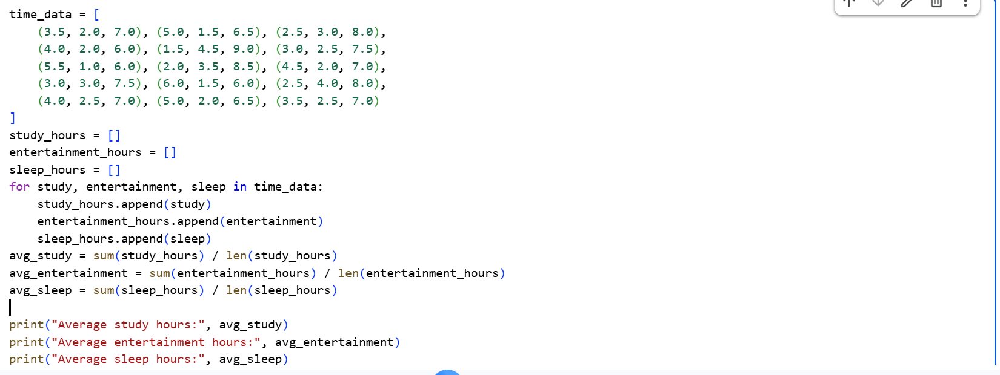 time_data = [
    (3.5, 2.0, 7.0), (5.0, 1.5, 6.5), (2.5, 3.0, 8.0),
    (4.0, 2.0, 6.0), (1.5, 4.5, 9.0), (3.0, 2.5, 7.5),
    (5.5, 1.0, 6.0), (2.0, 3.5, 8.5), (4.5, 2.0, 7.0),
    (3.0, 3.0, 7.5), (6.0, 1.5, 6.0), (2.5, 4.0, 8.0),
    (4.0, 2.5, 7.0), (5.0, 2.0, 6.5), (3.5, 2.5, 7.0)
]
study_hours = []
entertainment_hours = []
sleep_hours = []
for study, entertainment, sleep in time_data:
    study_hours.append(study)
    entertainment_hours.append(entertainment)
    sleep_hours.append(sleep)
avg_study = sum(study_hours) / len(study_hours)
avg_entertainment = sum(entertainment_hours) / len(entertainment_hours)
avg_sleep = sum(sleep_hours) / len(sleep_hours)
print("Average study hours:", avg_study)
print("Average entertainment hours:", avg_entertainment)
print("Average sleep hours:", avg_sleep)